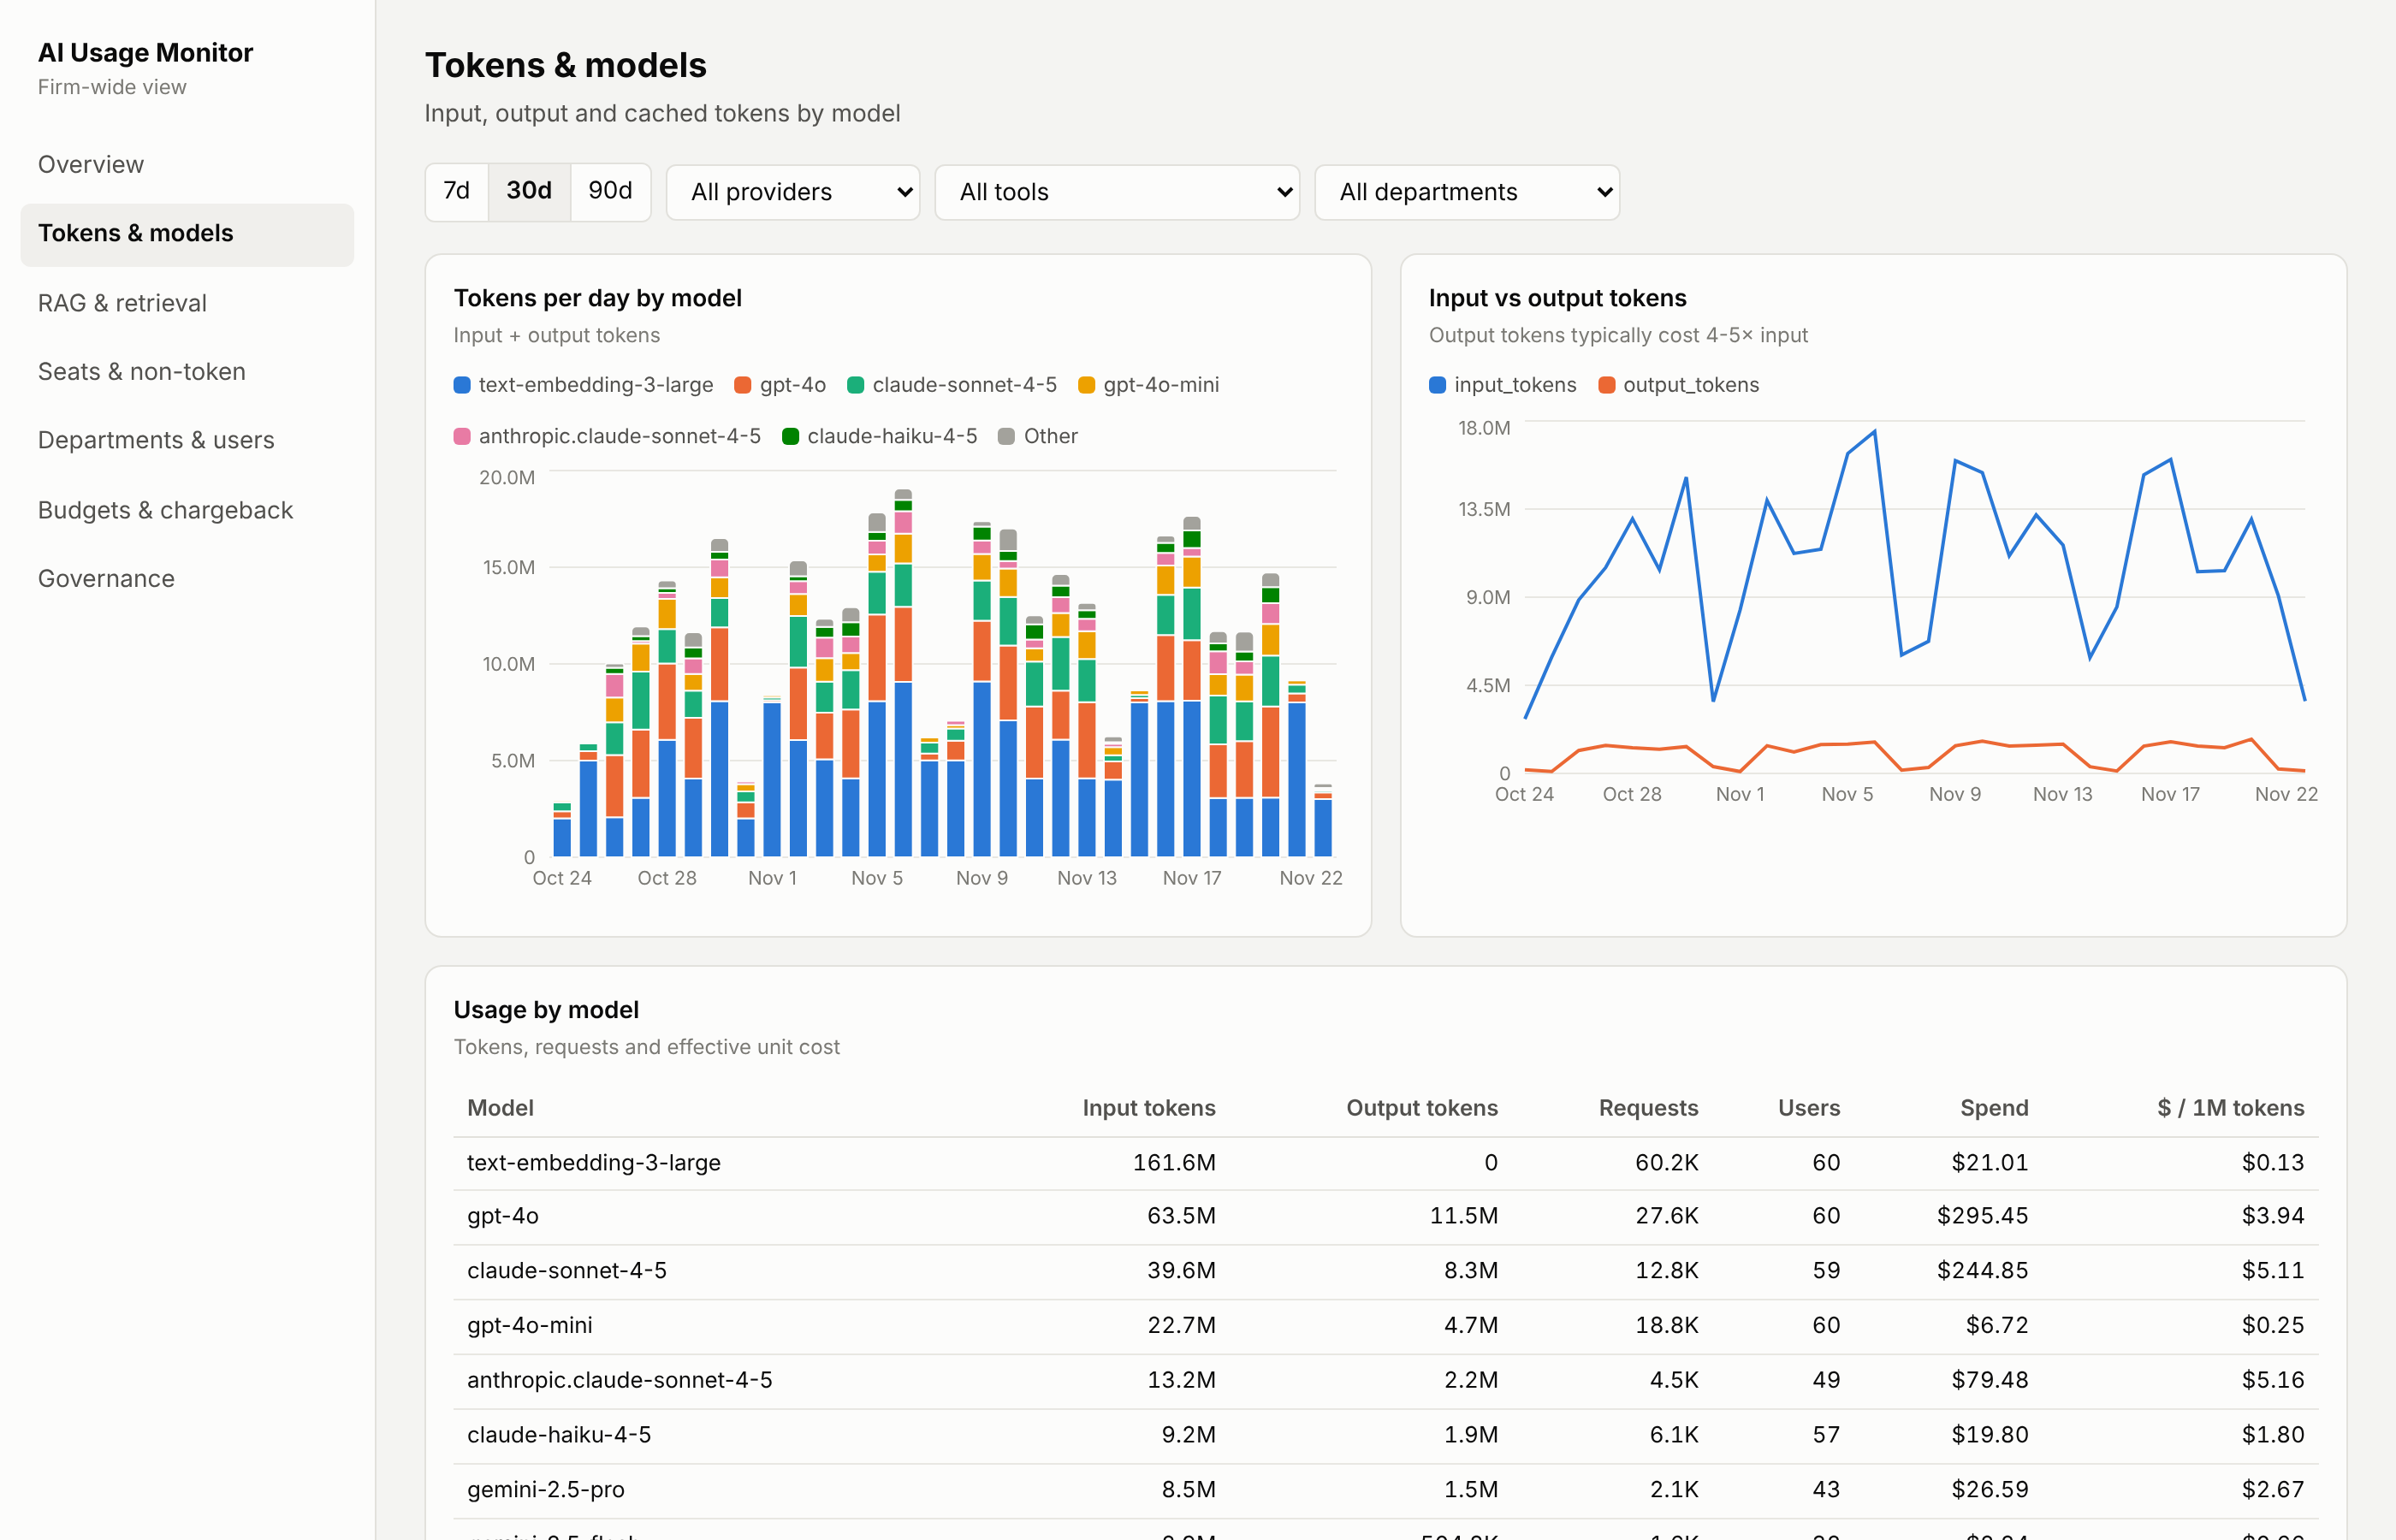 AI Usage Monitor
Firm-wide view
Overview
Tokens & models
RAG & retrieval
Seats & non-token
Departments & users
Budgets & chargeback
Governance
Tokens & models
Input, output and cached tokens by model
7d 30d 90d All providers All tools All departments
Tokens per day by model
Input + output tokens
text-embedding-3-large gpt-4o claude-sonnet-4-5 gpt-4o-mini
anthropic.claude-sonnet-4-5 claude-haiku-4-5 Other
20.0M
15.0M
10.0M
5.0M
0
Oct 24 Oct 28 Nov 1 Nov 5 Nov 9 Nov 13 Nov 17 Nov 22
Input vs output tokens
Output tokens typically cost 4-5× input
input_tokens output_tokens
18.0M
13.5M
9.0M
4.5M
0
Oct 24 Oct 28 Nov 1 Nov 5 Nov 9 Nov 13 Nov 17 Nov 22
Usage by model
Tokens, requests and effective unit cost
Model Input tokens Output tokens Requests Users Spend $ / 1M tokens
text-embedding-3-large 161.6M 0 60.2K 60 $21.01 $0.13
gpt-4o 63.5M 11.5M 27.6K 60 $295.45 $3.94
claude-sonnet-4-5 39.6M 8.3M 12.8K 59 $244.85 $5.11
gpt-4o-mini 22.7M 4.7M 18.8K 60 $6.72 $0.25
anthropic.claude-sonnet-4-5 13.2M 2.2M 4.5K 49 $79.48 $5.16
claude-haiku-4-5 9.2M 1.9M 6.1K 57 $19.80 $1.80
gemini-2.5-pro 8.5M 1.5M 2.1K 43 $26.59 $2.67